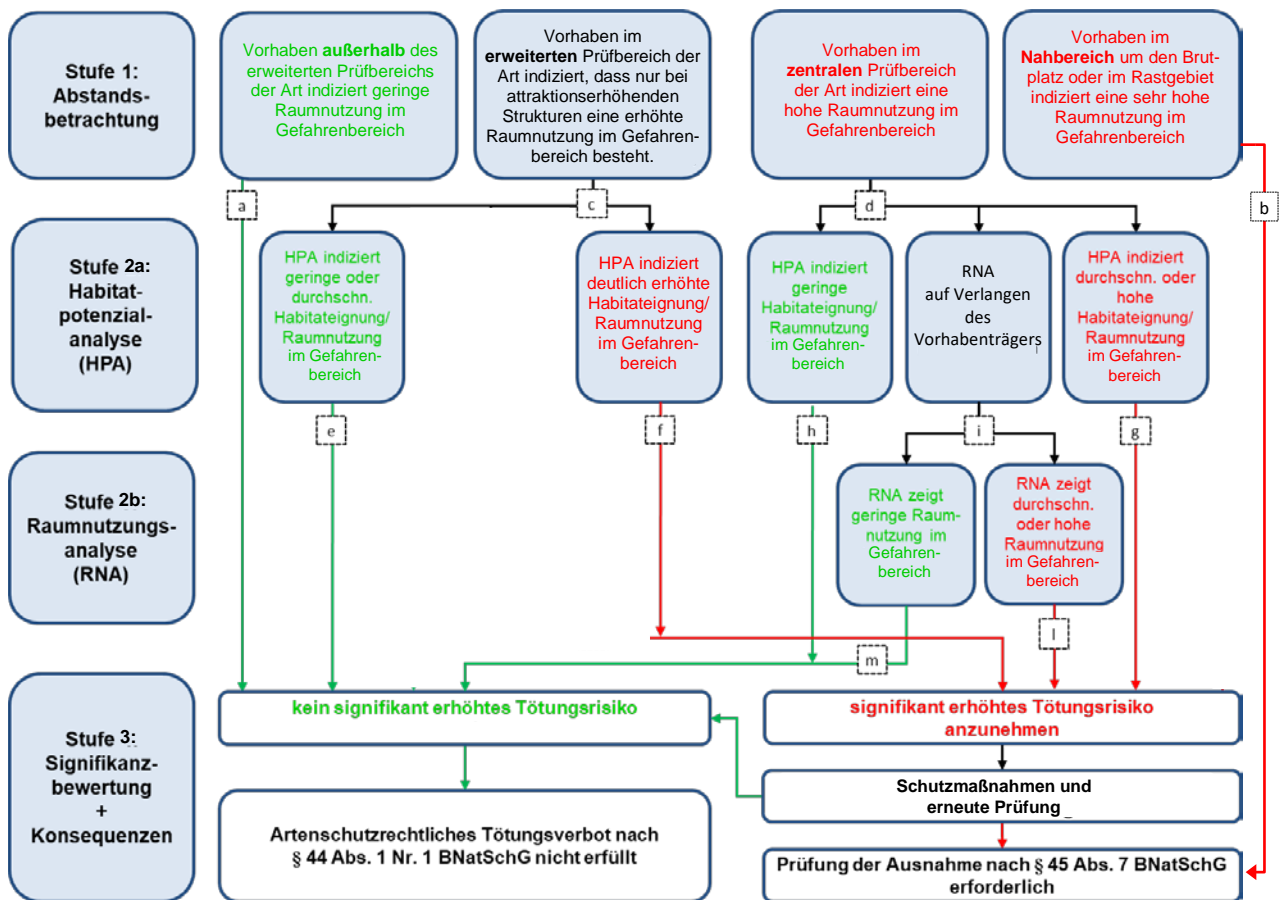 Stufe 1:
Abstands-
betrachtung
Vorhaben außerhalb des
erweiterten Prüfbereichs
der Art indiziert geringe
Raumnutzung im
Gefahrenbereich
Vorhaben im
erweiterten Prüfbereich der
Art indiziert, dass nur bei
attraktionserhöhenden
Strukturen eine erhöhte
Raumnutzung im Gefahren-
bereich besteht.
Vorhaben im
zentralen Prüfbereich
der Art indiziert eine
hohe Raumnutzung im
Gefahrenbereich
Vorhaben im
Nahbereich um den Brut-
platz oder im Rastgebiet
indiziert eine sehr hohe
Raumnutzung im
Gefahrenbereich
a
c
d
b
Stufe 2a:
Habitat-
potenzial-
analyse
(HPA)
HPA indiziert
geringe oder
durchschn.
Habitateignung/
Raumnutzung
im Gefahren-
bereich
HPA indiziert
deutlich erhöhte
Habitateignung/
Raumnutzung
im Gefahren-
bereich
HPA indiziert
geringe
Habitateignung/
Raumnutzung
im Gefahren-
bereich
RNA
auf Verlangen
des
Vorhabenträgers
HPA indiziert
durchschn. oder
hohe
Habitateignung/
Raumnutzung
im Gefahren-
bereich
e
f
h
i
g
Stufe 2b:
Raumnutzungs-
analyse
(RNA)
RNA zeigt
geringe Raum-
nutzung im
Gefahren-
bereich
RNA zeigt
durchschn.
oder hohe
Raumnutzung
im Gefahren-
bereich
l
m
Stufe 3:
Signifikanz-
bewertung
+
Konsequenzen
kein signifikant erhöhtes Tötungsrisiko
signifikant erhöhtes Tötungsrisiko
anzunehmen
Schutzmaßnahmen und
erneute Prüfung
Artenschutzrechtliches Tötungsverbot nach
§ 44 Abs. 1 Nr. 1 BNatSchG nicht erfüllt
Prüfung der Ausnahme nach § 45 Abs. 7 BNatSchG
erforderlich